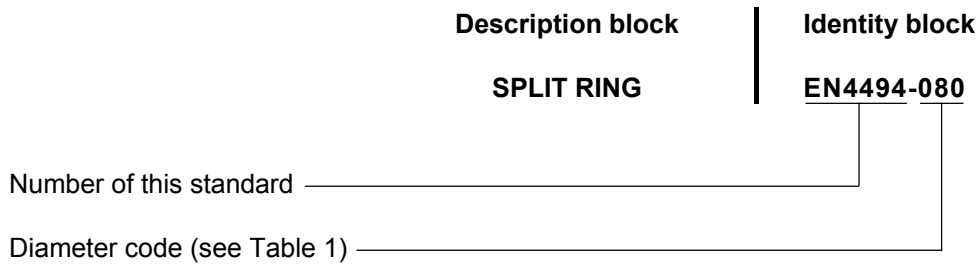 Description block Identity block
SPLIT RING EN4494-080
Number of this standard
Diameter code (see Table 1)